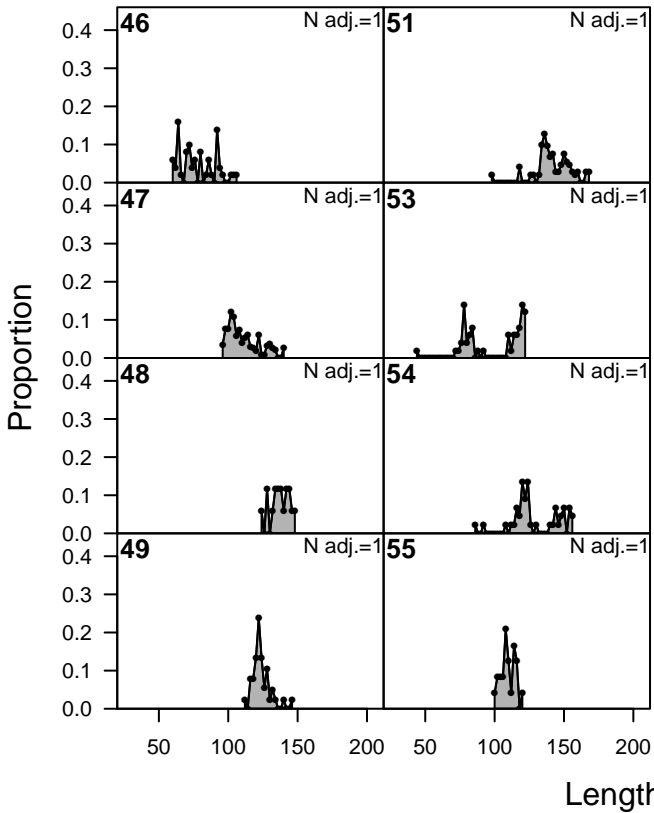 46 N adj.=1
51 N adj.=1
0.4
0.3
0.2
0.1
0.0
47 N adj.=1
53 N adj.=1
0.4
0.3
0.2
0.1
0.0
48 N adj.=1
54 N adj.=1
0.4
0.3
0.2
0.1
0.0
49 N adj.=1
55 N adj.=1
0.4
0.3
0.2
0.1
0.0
Proportion
50 100 150 200 50 100 150 200
Length